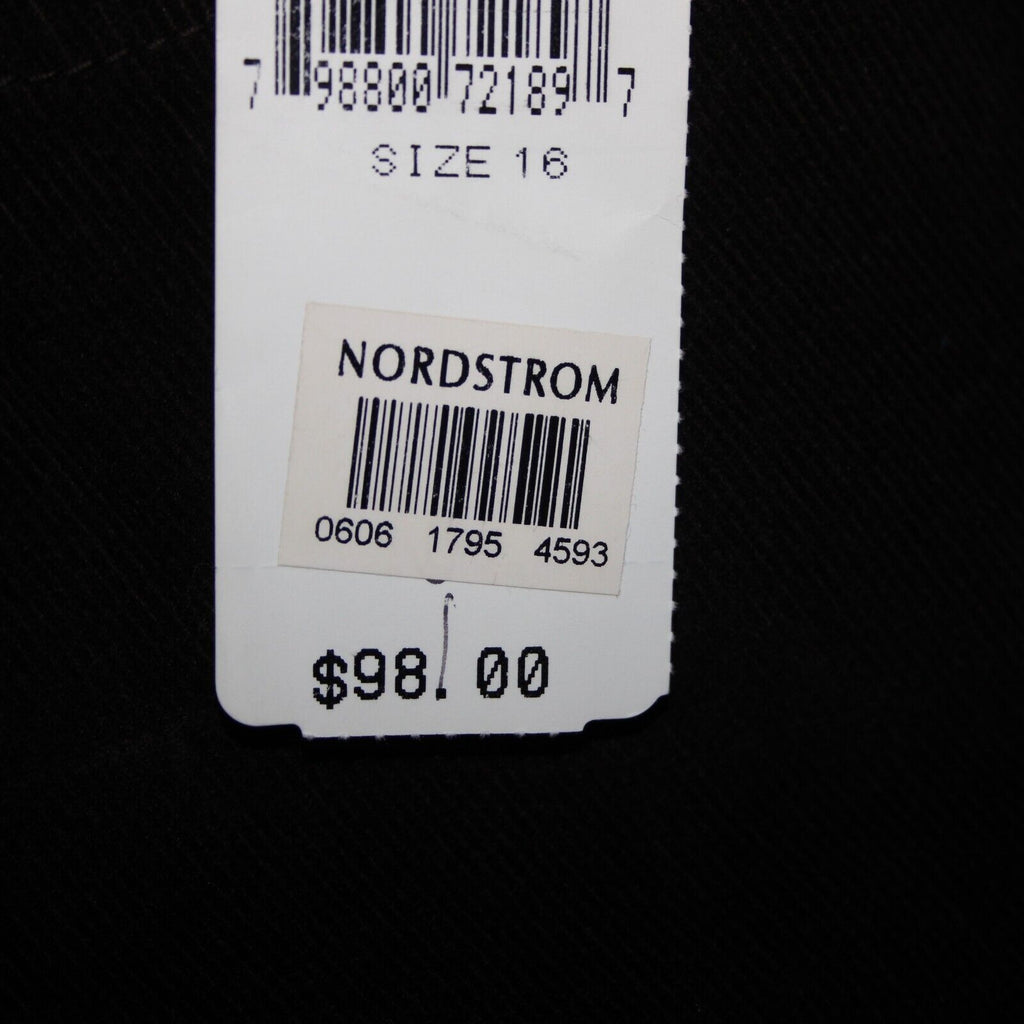 7 98800 72189 7
SIZE 16
NORDSTROM
0606 1795 4593
$98.00